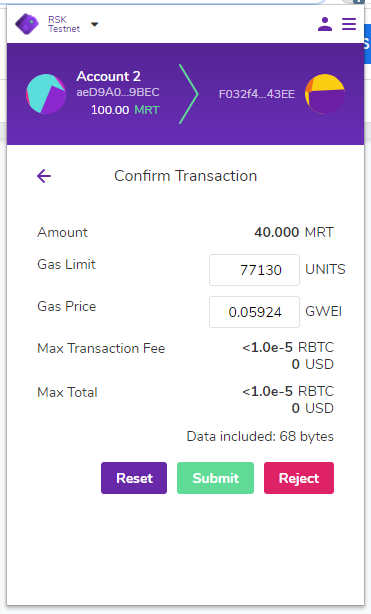 RSK
Testnet
Account 2
aeD9A0...9BEC
100.00 MRT
F032f4...43EE
Confirm Transaction
Amount 40.000 MRT
Gas Limit 77130 UNITS
Gas Price 0.05924 GWEI
Max Transaction Fee <1.0e-5 RBTC
0 USD
Max Total <1.0e-5 RBTC
0 USD
Data included: 68 bytes
Reset Submit Reject